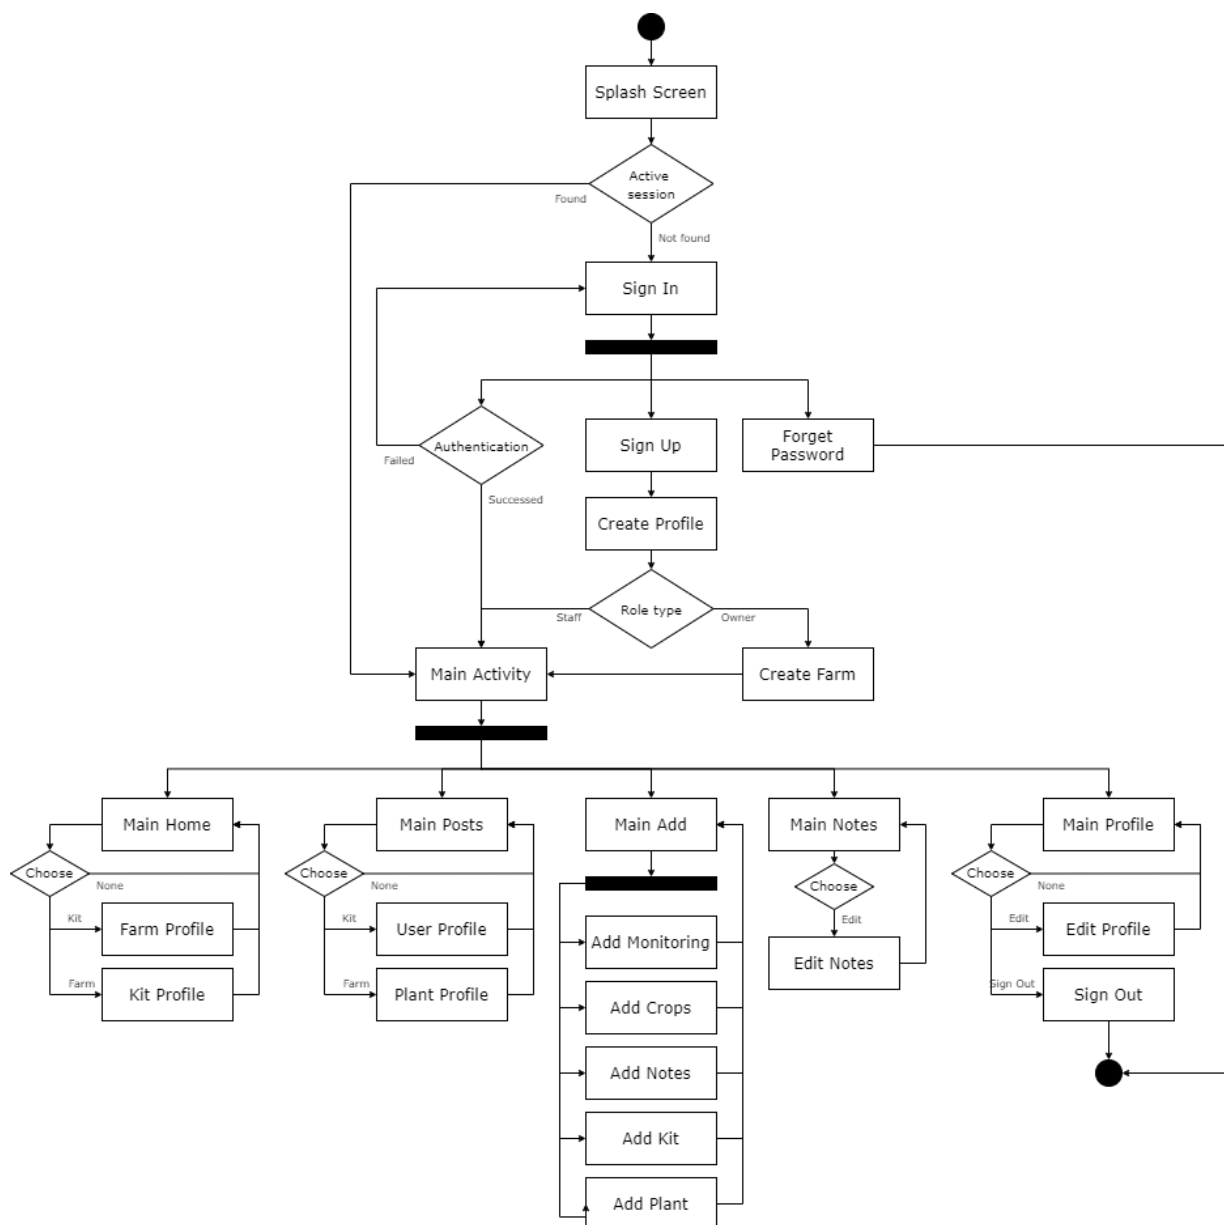 Splash Screen
Active
session
Found
Not found
Sign In
Authentication
Failed
Successed
Sign Up
Forget
Password
Create Profile
Role type
Staff
Owner
Main Activity
Create Farm
Main Home
Main Posts
Main Add
Main Notes
Main Profile
Choose
None
Kit
Farm Profile
Farm
Kit Profile
Choose
None
Kit
User Profile
Farm
Plant Profile
Add Monitoring
Add Crops
Add Notes
Add Kit
Add Plant
Choose
Edit
Edit Notes
Choose
None
Edit
Edit Profile
Sign Out
Sign Out